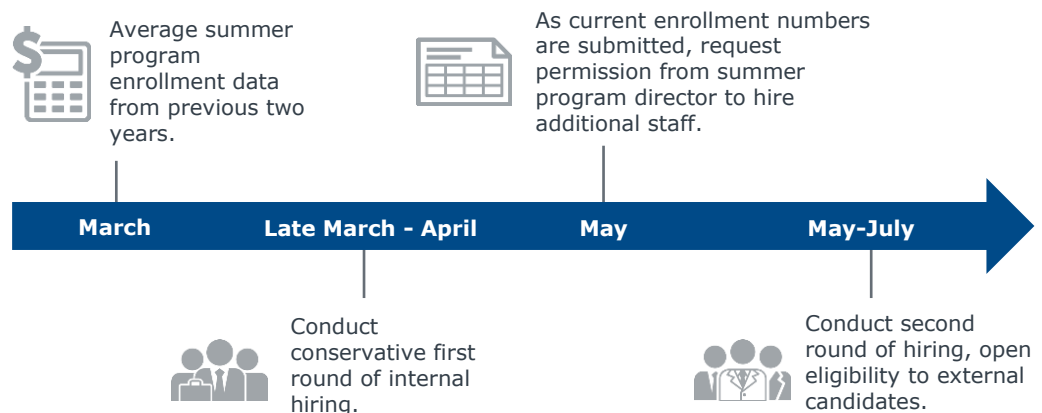 Average summer
program
enrollment data
from previous two
years.
As current enrollment numbers
are submitted, request
permission from summer
program director to hire
additional staff.
March
Late March - April
May
May-July
Conduct
conservative first
round of internal
hiring.
Conduct second
round of hiring, open
eligibility to external
candidates.